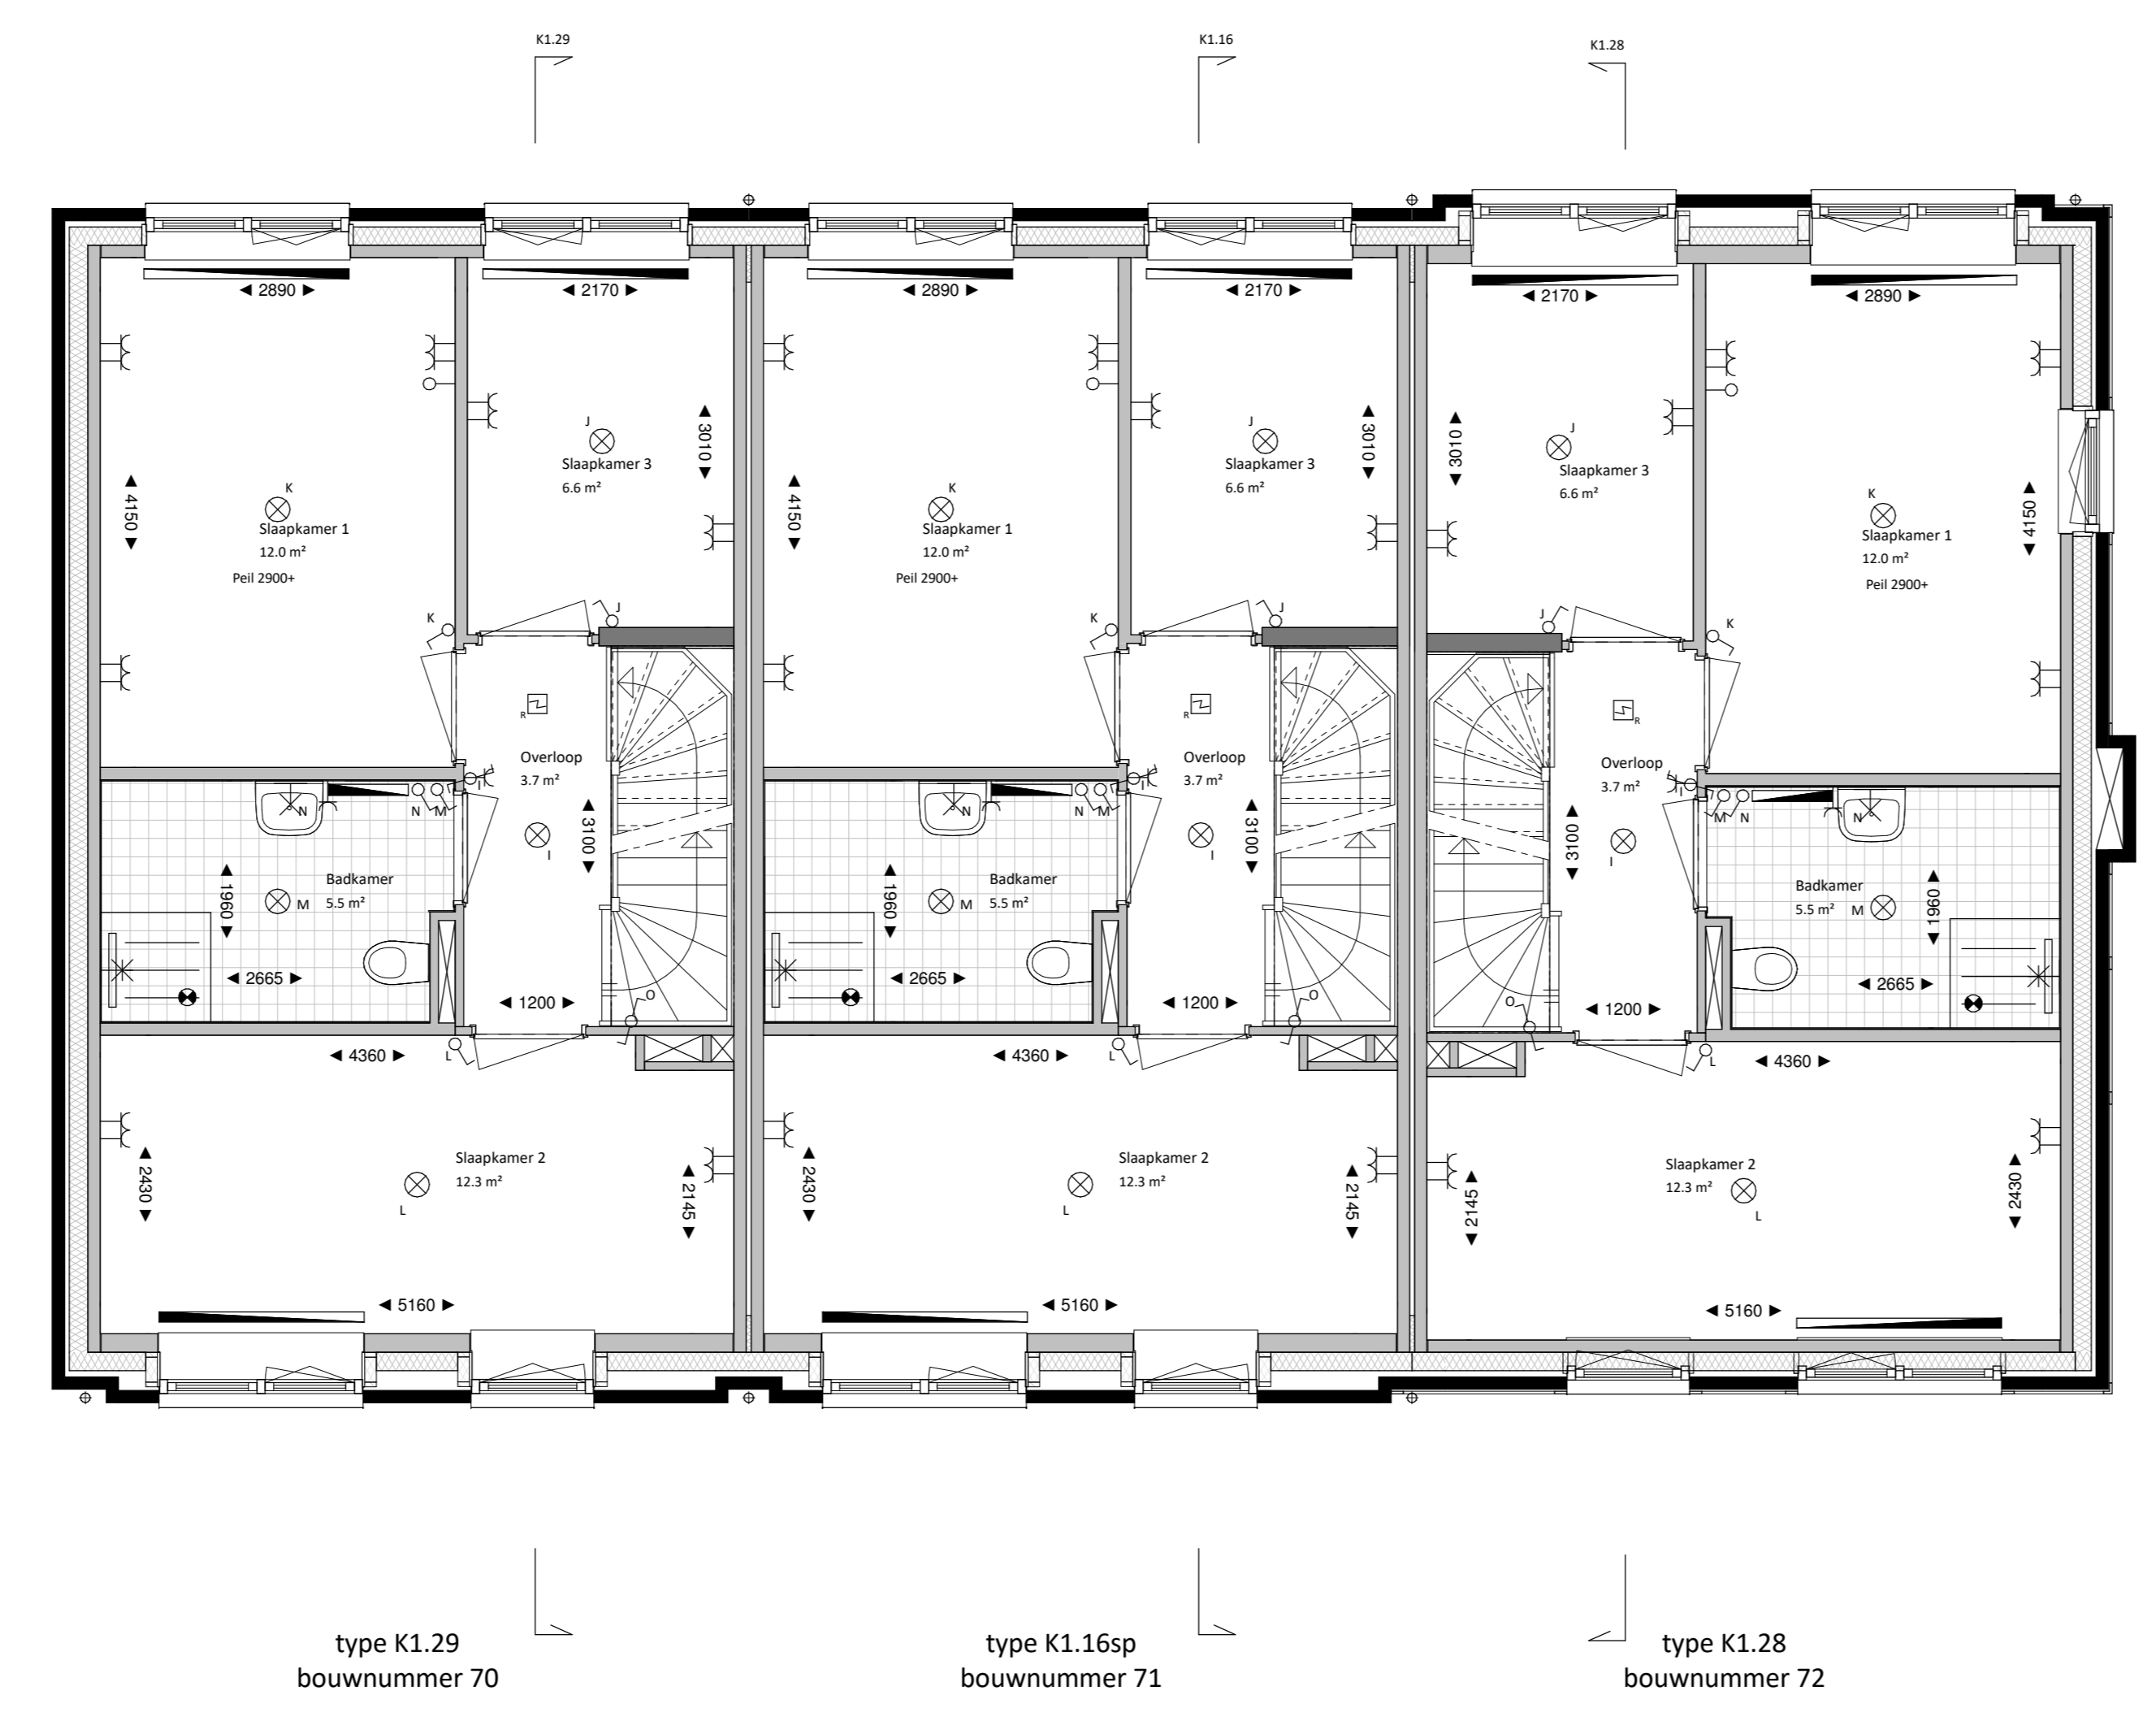 K1.29
K1.16
K1.28
◄ 2890 ►
◄ 2170 ►
◄ 2890 ►
◄ 2170 ►
◄ 2170 ►
◄ 2890 ►
◄ 3010 ►
◄ 3010 ►
◄ 3010 ►
J
Slaapkamer 3
6.6 m²
J
Slaapkamer 3
6.6 m²
J
Slaapkamer 3
6.6 m²
◄ 4150 ►
◄ 4150 ►
◄ 4150 ►
K
Slaapkamer 1
12.0 m²
Peil 2900+
K
Slaapkamer 1
12.0 m²
Peil 2900+
K
Slaapkamer 1
12.0 m²
Peil 2900+
K
J
K
J
J
K
R
R
R
Overloop
3.7 m²
Overloop
3.7 m²
Overloop
3.7 m²
N
N M
I
N
N M
I
I
M N
N
◄ 3100 ►
◄ 3100 ►
◄ 3100 ►
I
I
I
◄ 1960 ►
Badkamer
5.5 m²
M
◄ 1960 ►
Badkamer
5.5 m²
M
Badkamer
5.5 m²
M
◄ 1960 ►
◄ 2665 ►
◄ 1200 ►
O
◄ 2665 ►
◄ 1200 ►
O
O
◄ 1200 ►
◄ 2665 ►
◄ 4360 ►
L
◄ 4360 ►
L
L
◄ 4360 ►
◄ 2430 ►
Slaapkamer 2
12.3 m²
L
◄ 2145 ►
◄ 2430 ►
Slaapkamer 2
12.3 m²
L
◄ 2145 ►
◄ 2145 ►
Slaapkamer 2
12.3 m²
L
◄ 2430 ►
◄ 5160 ►
◄ 5160 ►
◄ 5160 ►
type K1.29
bouwnummer 70
type K1.16sp
bouwnummer 71
type K1.28
bouwnummer 72